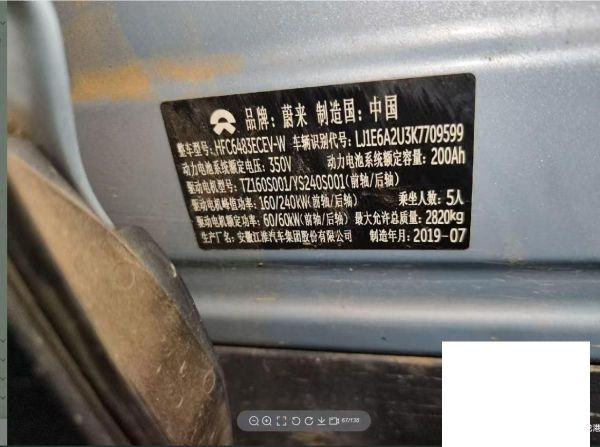 品牌: 蔚来 制造国: 中国
整车型号: HFC6483ECEV-W 车辆识别代号: LJ1E6A2U3K7709599
动力电池系统额定电压: 350V 动力电池系统额定容量: 200Ah
驱动电机型号: TZ160S001/YS240S001(前轴/后轴)
驱动电机峰值功率: 160/240kW(前轴/后轴) 乘坐人数: 5人
驱动电机额定功率: 60/60kW(前轴/后轴) 最大允许总质量: 2820kg
生产厂名: 安徽江淮汽车集团股份有限公司 制造年月: 2019-07
67/136